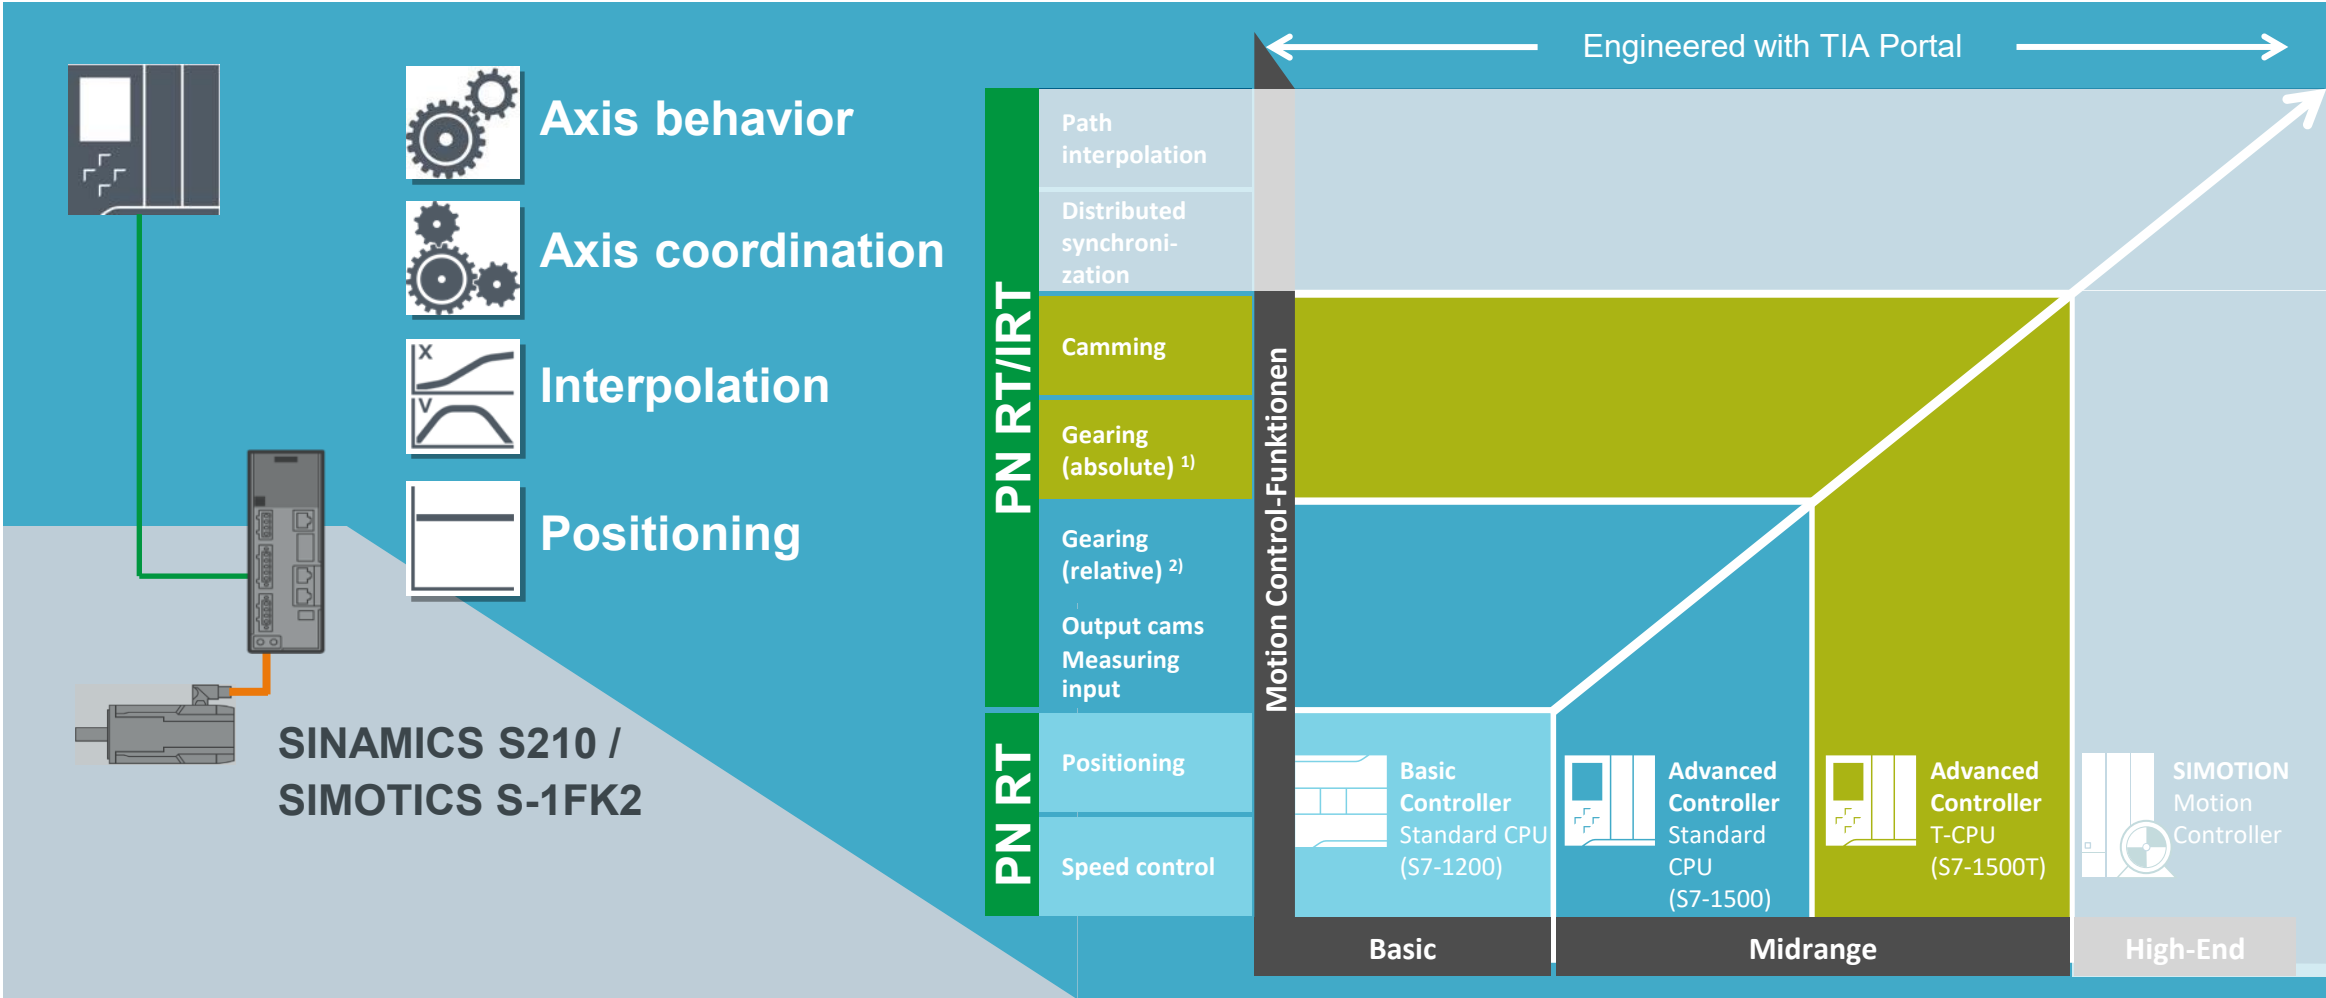 Engineered with TIA Portal
Axis behavior
Axis coordination
X
V
Interpolation
Positioning
SINAMICS S210 /
SIMOTICS S-1FK2
PN RT/IRT
PN RT
Path
interpolation
Distributed
synchroni-
zation
Camming
Gearing
(absolute) 1)
Gearing
(relative) 2)
Output cams
Measuring
input
Positioning
Speed control
Motion Control-Funktionen
Basic
Controller
Standard CPU
(S7-1200)
Advanced
Controller
Standard
CPU
(S7-1500)
Advanced
Controller
T-CPU
(S7-1500T)
SIMOTION
Motion
Controller
Basic
Midrange
High-End